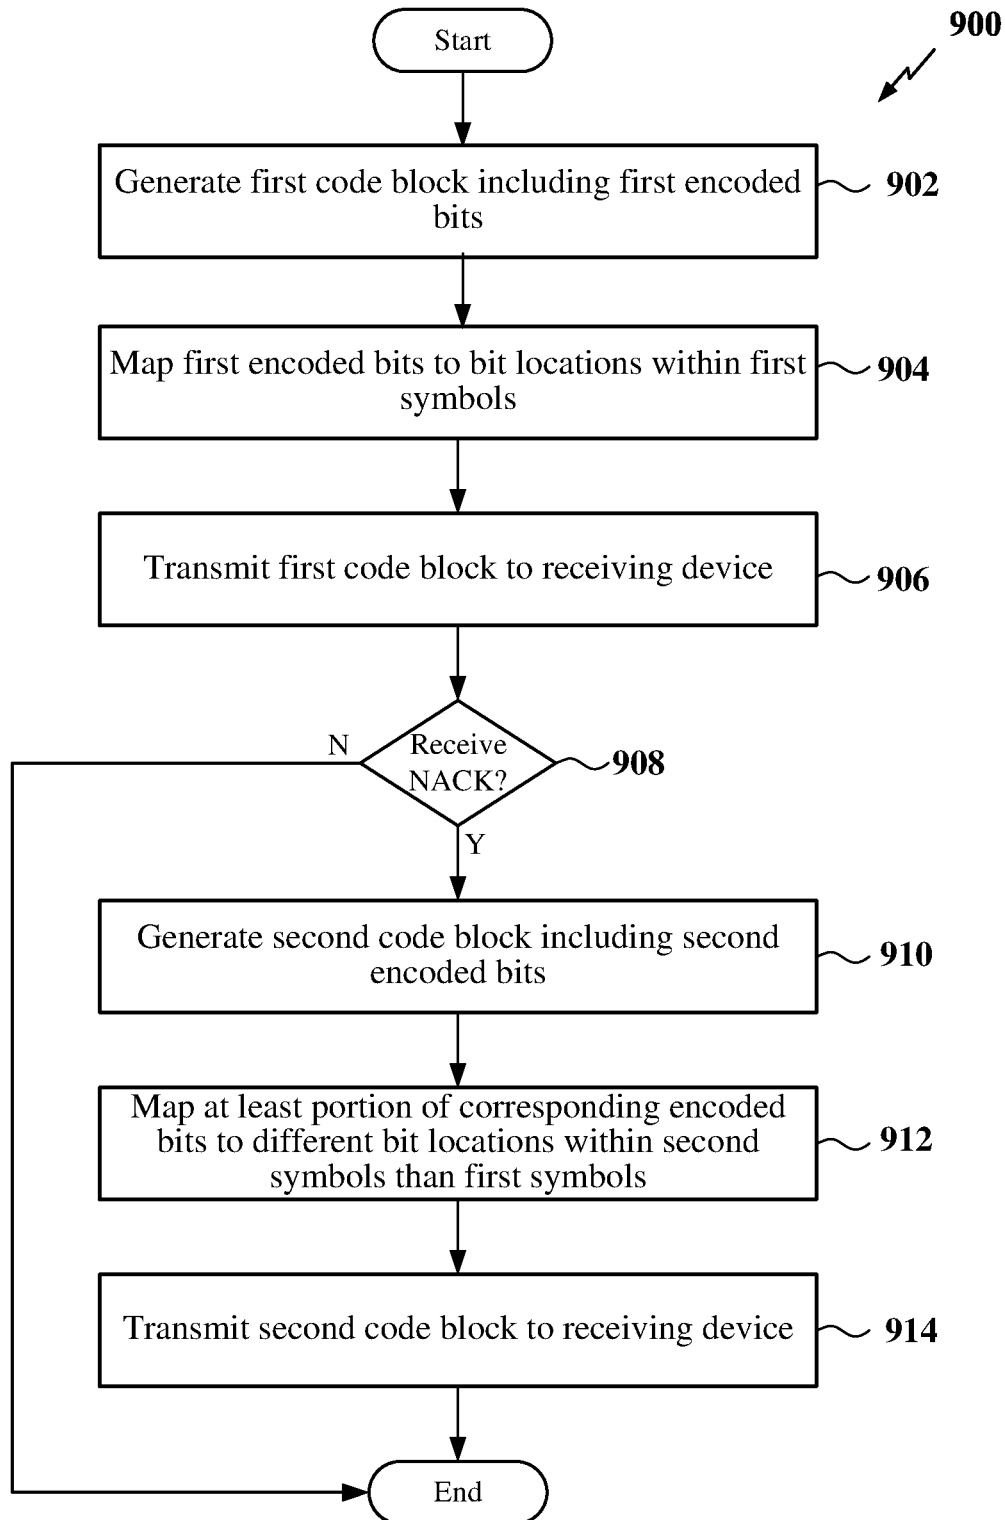 900
Start
Generate first code block including first encoded
bits
902
Map first encoded bits to bit locations within first
symbols
904
Transmit first code block to receiving device
906
N
Receive
NACK?
908
Y
Generate second code block including second
encoded bits
910
Map at least portion of corresponding encoded
bits to different bit locations within second
symbols than first symbols
912
Transmit second code block to receiving device
914
End